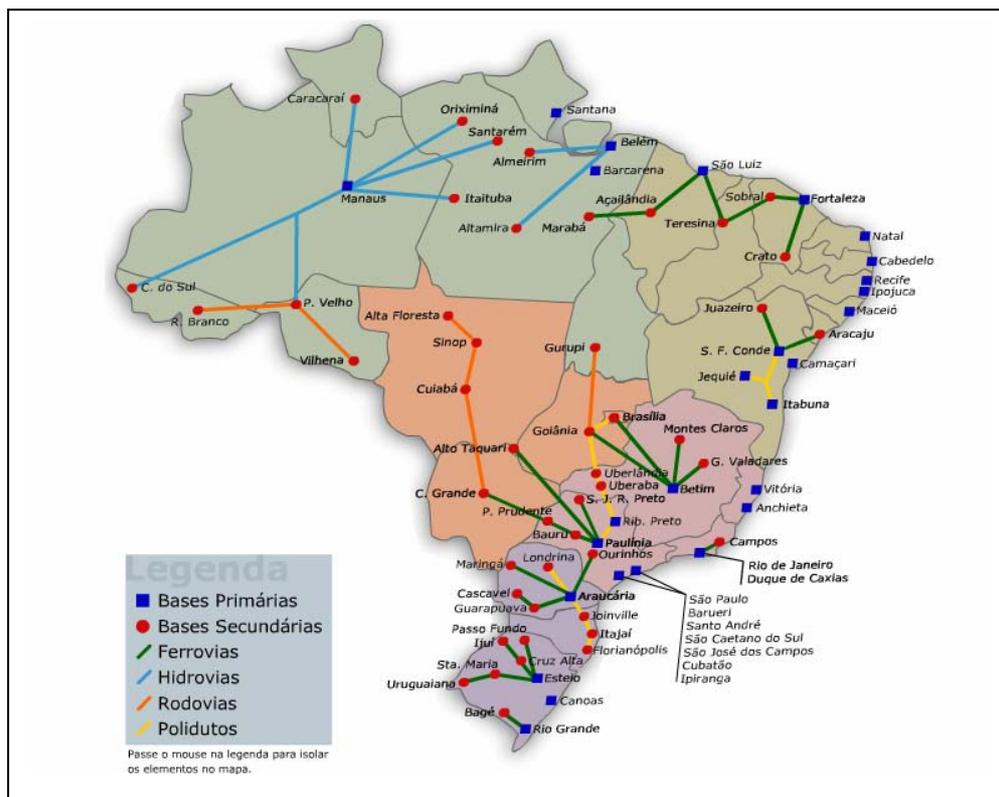 Caracaraí
Oriximiná
Santarém
Almeirim
Santana
Belém
Barcarena
Manaus
Itaituba
Altamira
Marabá
Açailândia
São Luiz
Teresina
Sobral
Fortaleza
Crato
Natal
Cabedelo
Recife
Ipojuca
Maceió
Juazeiro
Aracaju
S. F. Conde
Camaçari
Jequié
Itabuna
C. do Sul
R. Branco
P. Velho
Vilhena
Alta Floresta
Sinop
Cuiabá
Gurupi
Goiânia
Brasília
Montes Claros
G. Valadares
Alto Taquari
Uberlândia
Uberaba
Betim
Vitória
Anchieta
C. Grande
S. J. R. Preto
P. Prudente
Rib. Preto
Bauru
Paulínia
Ourinhos
Campos
Rio de Janeiro
Duque de Caxias
Maringá
Londrina
Cascavel
Guarapuava
Araucária
Joinville
Itajaí
Florianópolis
São Paulo
Barueri
Santo André
São Caetano do Sul
São José dos Campos
Cubatão
Ipiranga
Passo Fundo
Ijuí
Cruz Alta
Sta. Maria
Uruguaiana
Esteio
Canoas
Bagé
Rio Grande
Legenda
Bases Primárias
Bases Secundárias
Ferrovias
Hidrovias
Rodovias
Polidutos
Passe o mouse na legenda para isolar
os elementos no mapa.